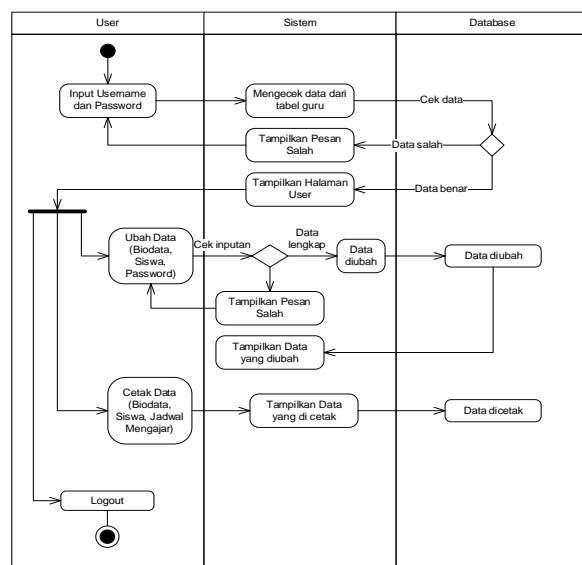 User
Sistem
Database
Input Username
dan Password
Mengecek data dari
tabel guru
Cek data
Tampilkan Pesan
Salah
Data salah
Tampilkan Halaman
User
Data benar
Ubah Data
(Biodata,
Siswa,
Password)
Cek inputan
Data
lengkap
Data
diubah
Data diubah
Tampilkan Pesan
Salah
Tampilkan Data
yang diubah
Cetak Data
(Biodata,
Siswa, Jadwal
Mengajar)
Tampilkan Data
yang di cetak
Data dicetak
Logout